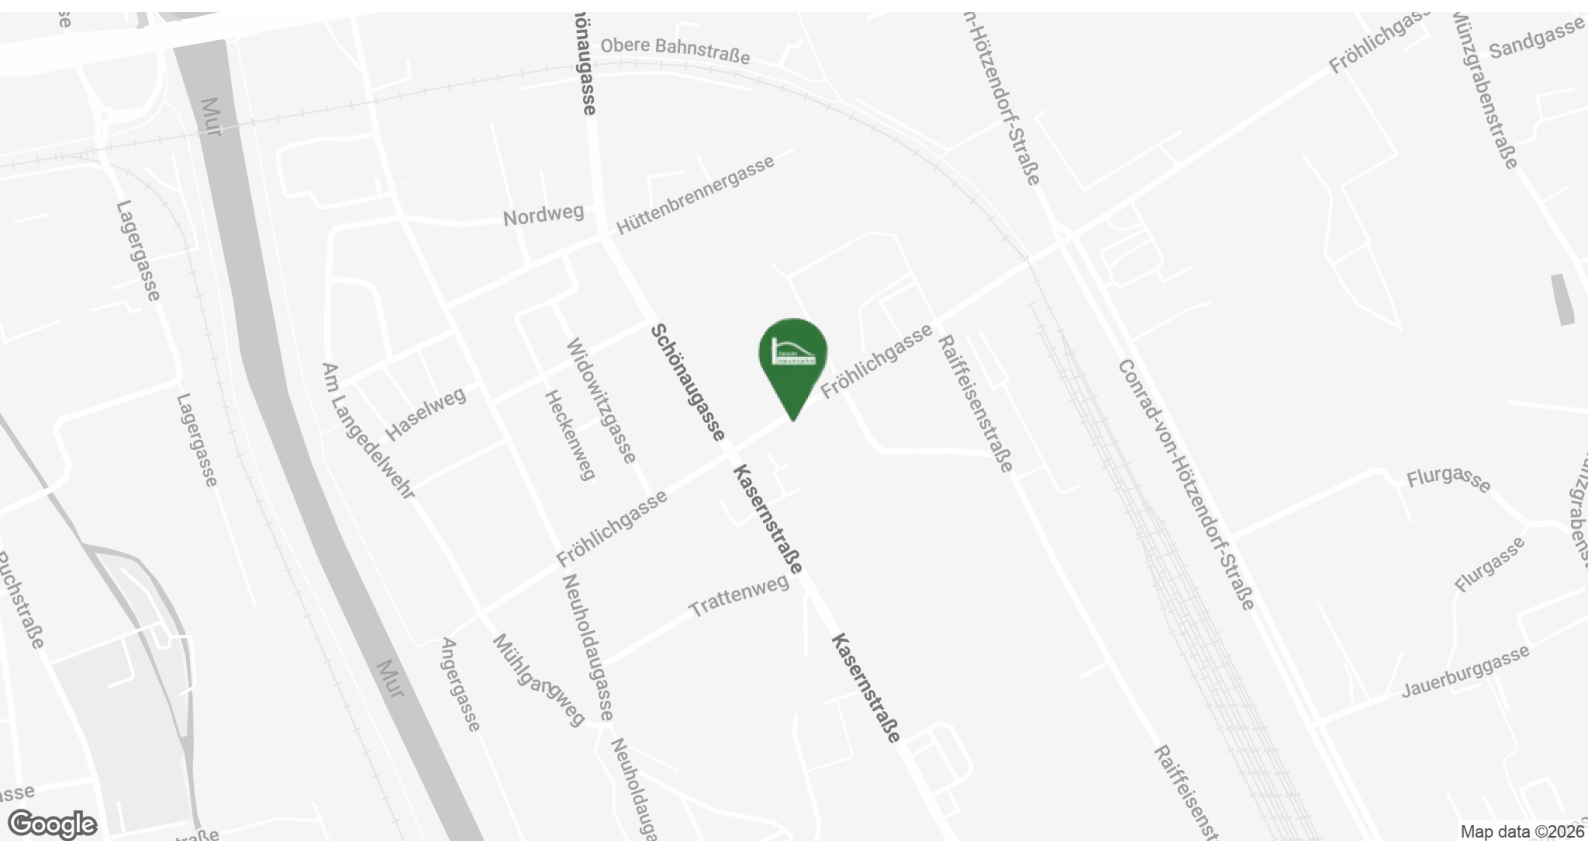 Obere Bahnstraße
Fröhlichgasse
Sandgasse
Münzgrabenstraße
Mur
Nordweg
Hüttenbrennergasse
Lagergasse
Schönaugasse
Fröhlichgasse
Raiffeisenstraße
Conrad-von-Hötzendorf-Straße
Am Langedelwehr
Haselweg
Widowitzgasse
Heckenweg
Lagergasse
Kasernstraße
Flurgasse
Fröhlichgasse
Flurgasse
Trattenweg
Neuholdaugasse
Mühlgangweg
Angergasse
Mur
Kasernstraße
Jauerburggasse
Google
Map data ©2026